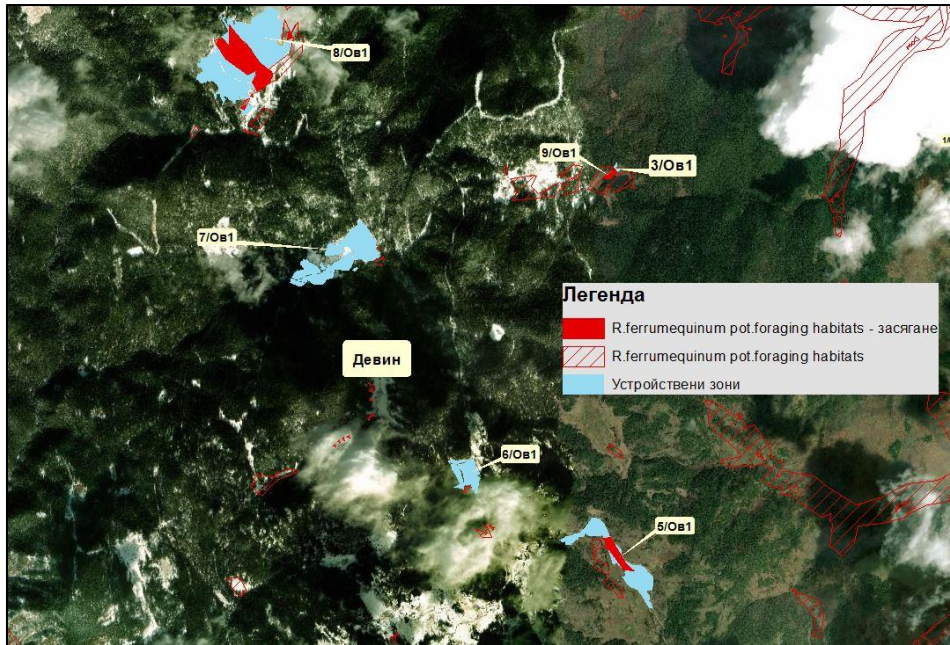 8/Ов1
9/Ов1
3/Ов1
7/Ов1
Легенда
R.ferrumequinum pot.foraging habitats - засягане
R.ferrumequinum pot.foraging habitats
Устройствени зони
Девин
6/Ов1
5/Ов1